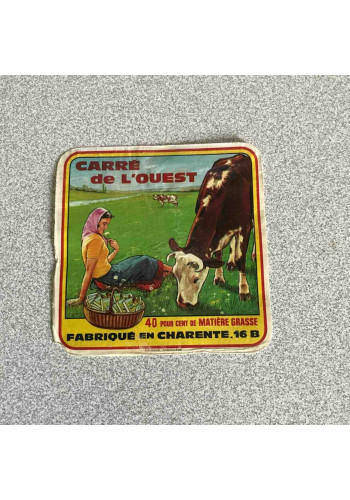 CARRÉ
de L'OUEST
40 POUR CENT DE MATIÈRE GRASSE
FABRIQUÉ EN CHARENTE.16 B